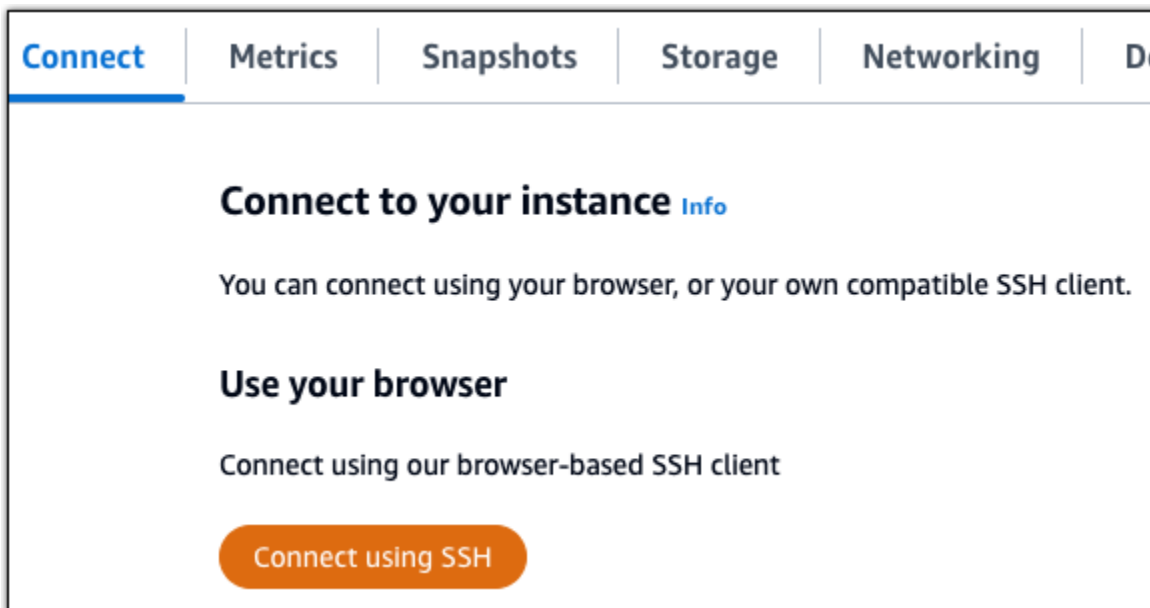 Connect Metrics Snapshots Storage Networking
Connect to your instance Info
You can connect using your browser, or your own compatible SSH client.
Use your browser
Connect using our browser-based SSH client
Connect using SSH